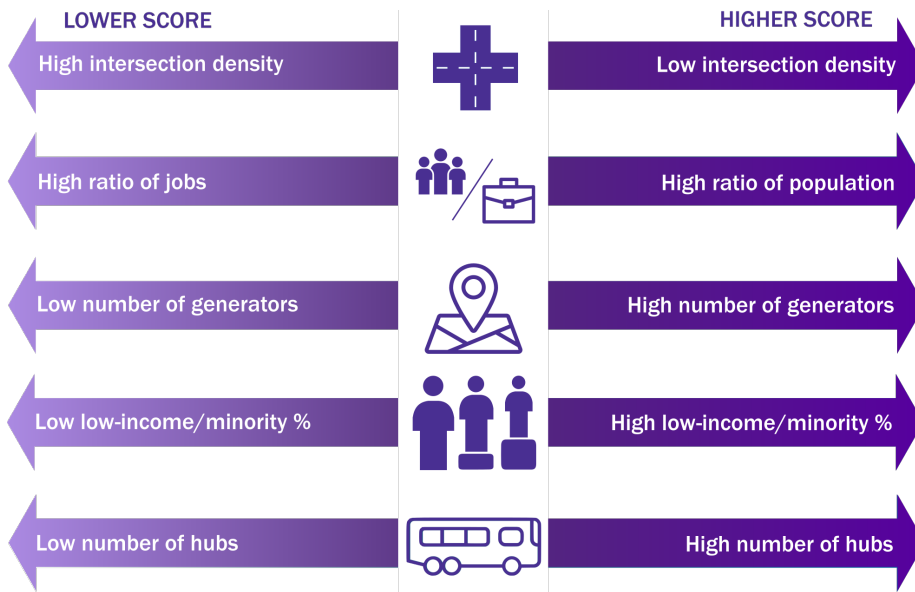 LOWER SCORE
HIGHER SCORE
High intersection density
Low intersection density
High ratio of jobs
High ratio of population
Low number of generators
High number of generators
Low low-income/minority %
High low-income/minority %
Low number of hubs
High number of hubs